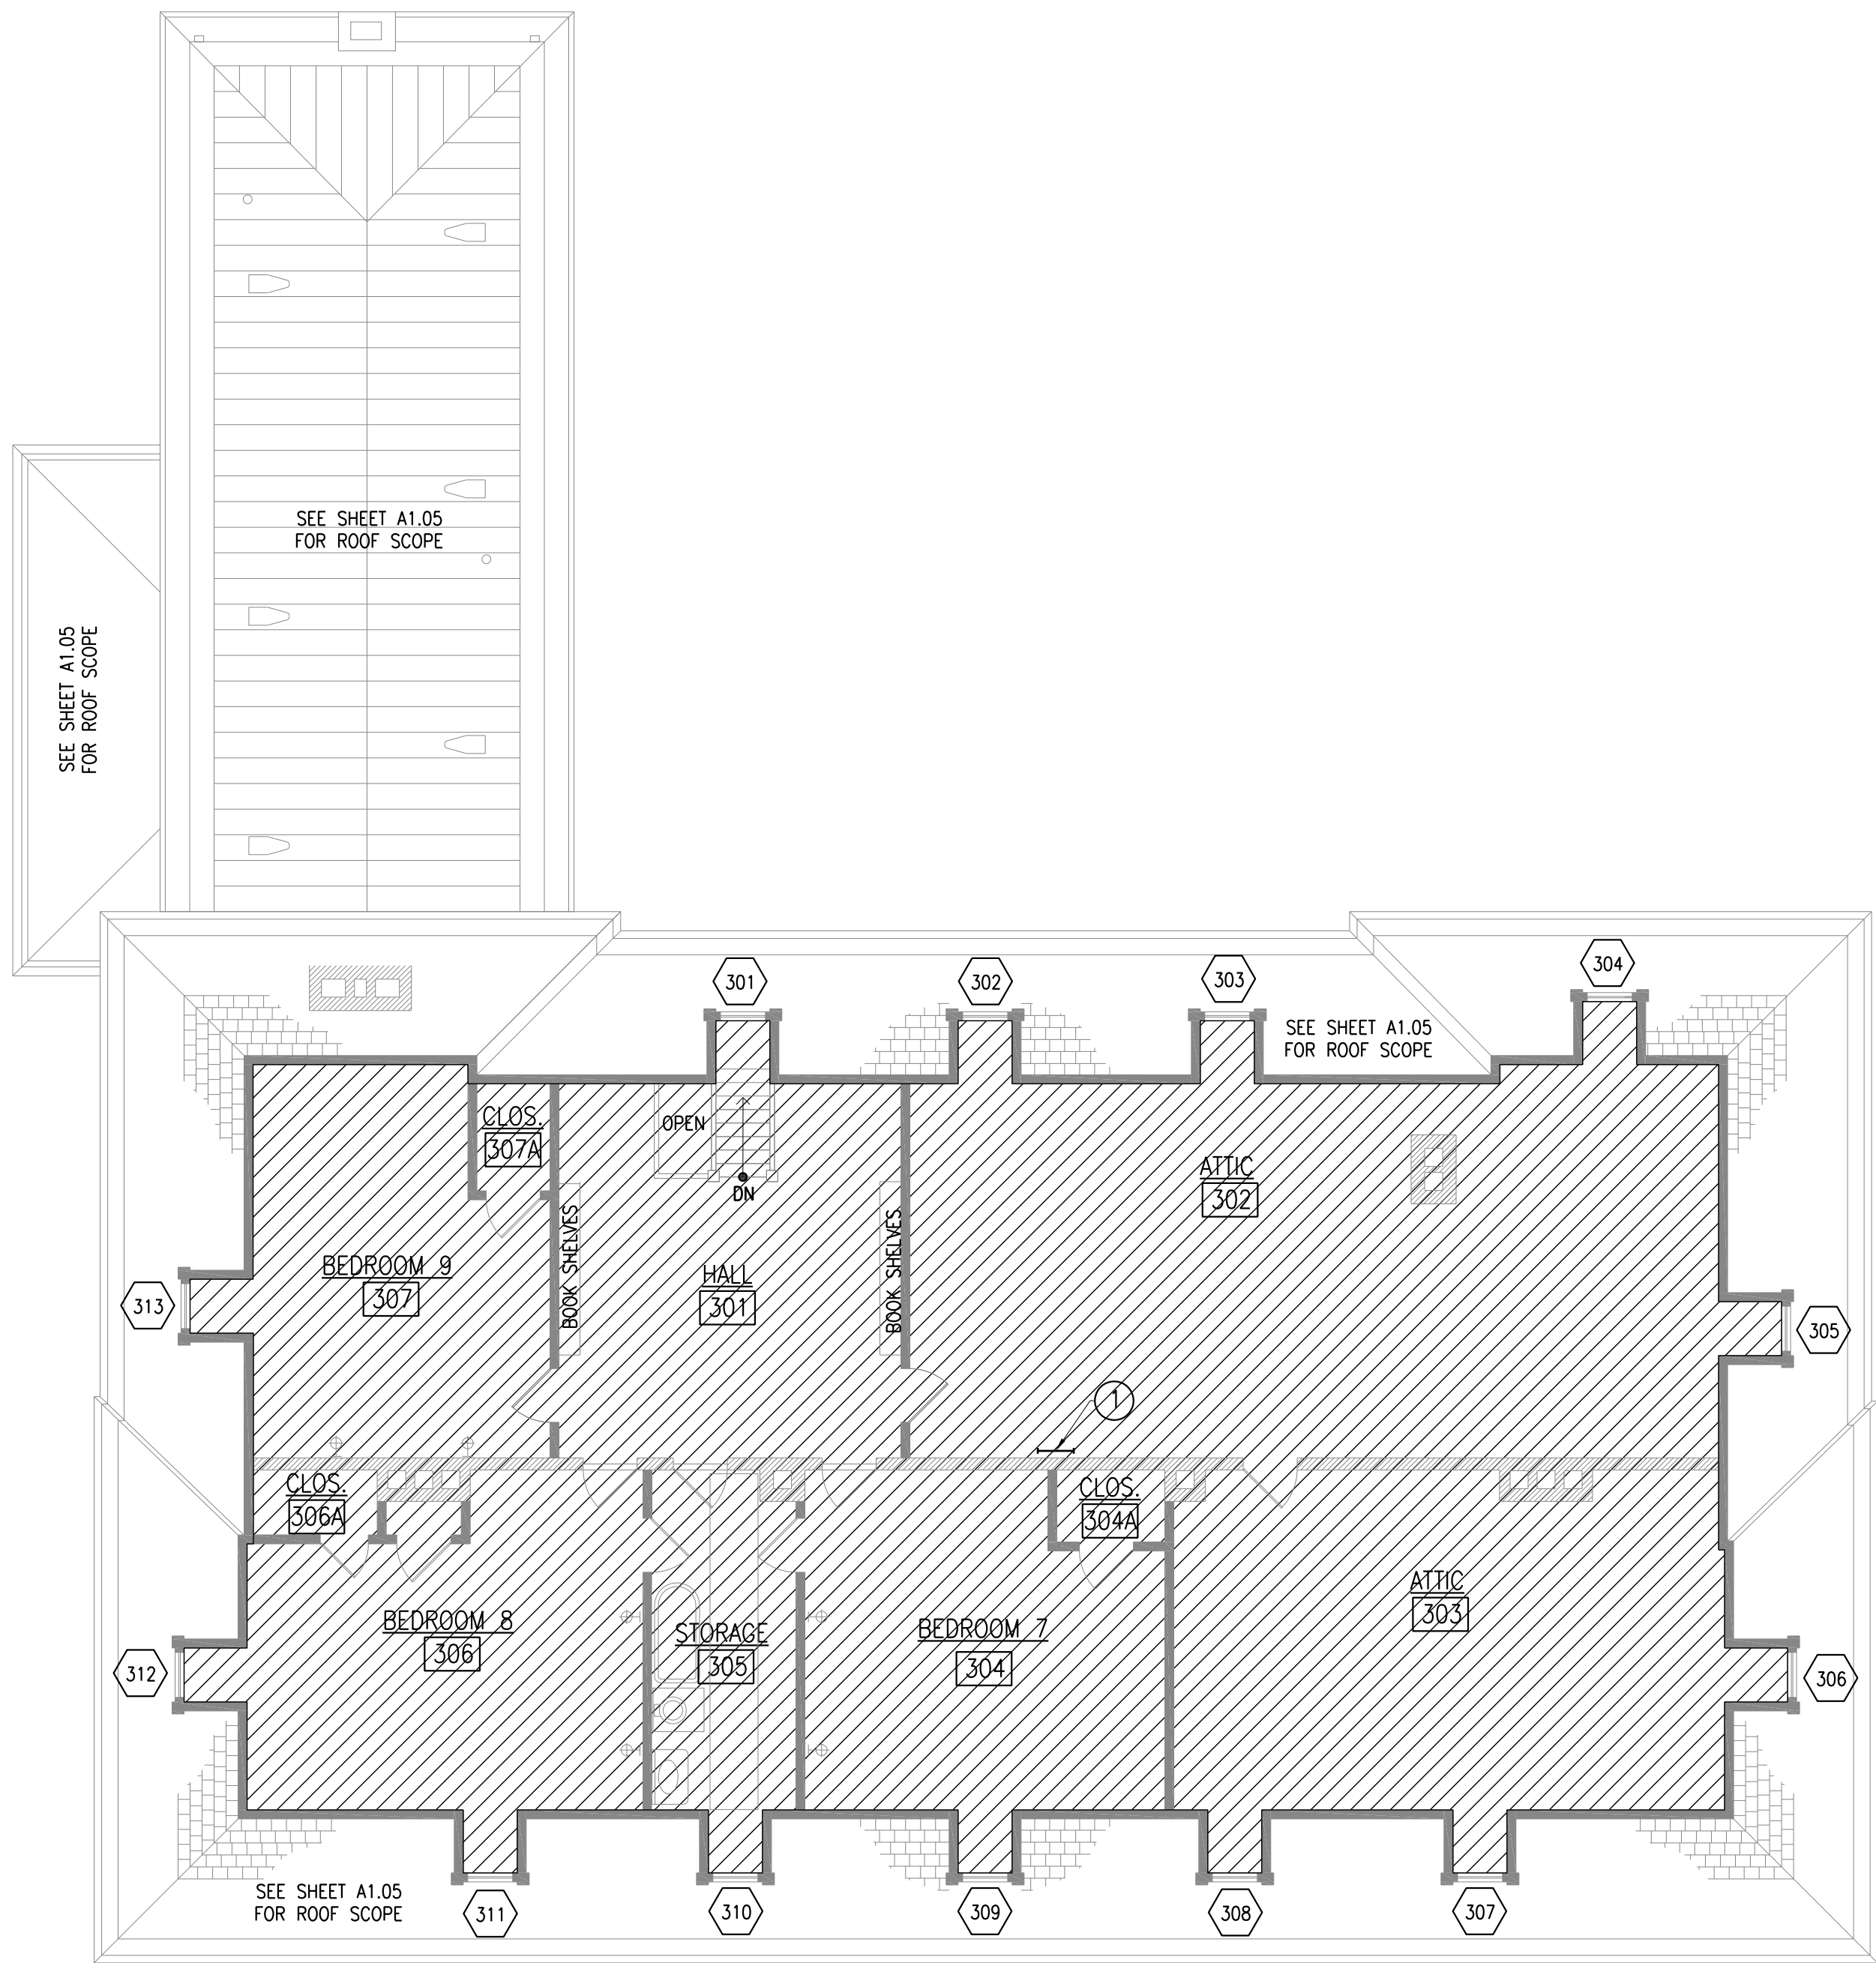 SEE SHEET A1.05
FOR ROOF SCOPE
SEE SHEET A1.05
FOR ROOF SCOPE
301
302
303
304
SEE SHEET A1.05
FOR ROOF SCOPE
CLOS.
307A
OPEN
DN
ATTIC
302
BOOK SHELVES
BOOK SHELVES
BEDROOM 9
307
HALL
301
313
305
1
CLOS.
306A
CLOS.
304A
ATTIC
303
BEDROOM 8
306
STORAGE
305
BEDROOM 7
304
312
306
SEE SHEET A1.05
FOR ROOF SCOPE
311
310
309
308
307